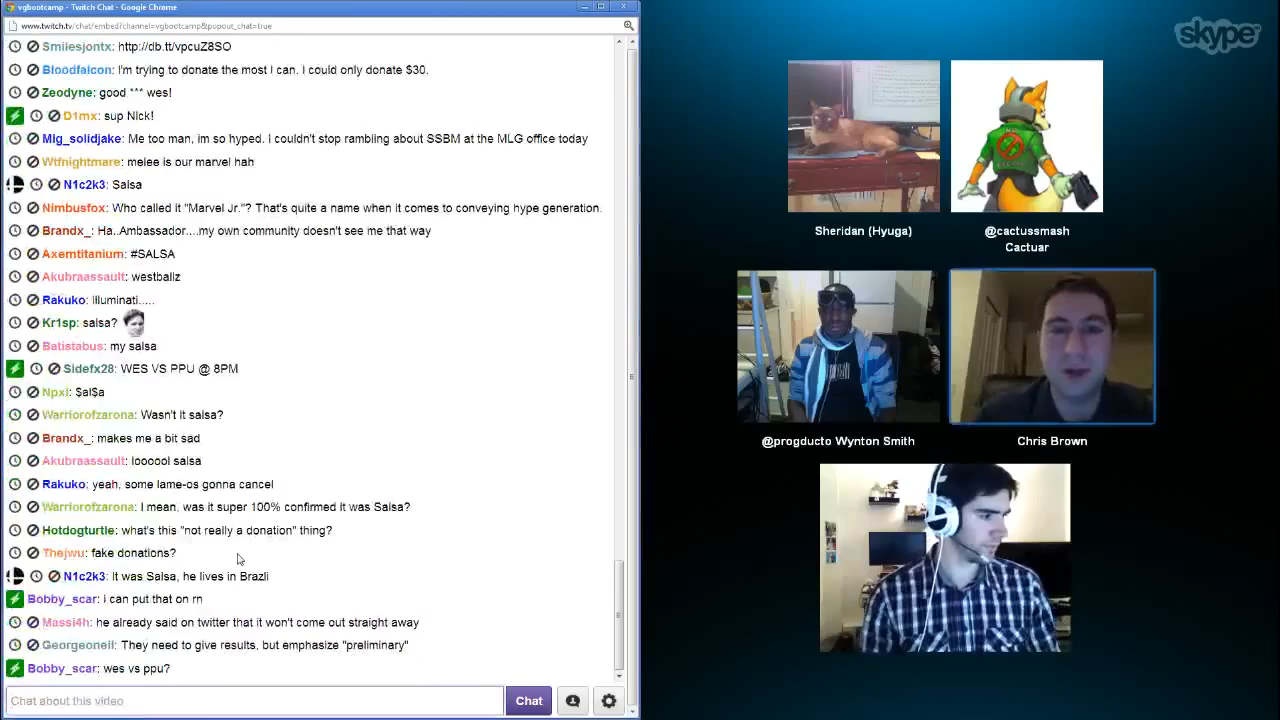 vgbootcamp - Twitch Chat - Google Chrome
www.twitch.tv/chat/embed?channel=vgbootcamp&popout_chat=true
Smilesjontx: http://db.tt/vpcuZ8SO
Bloodfalcon: I'm trying to donate the most I can. I could only donate $30.
Zeodyne: good *** wes!
D1mx: sup Nick!
Mlg_solidjake: Me too man, im so hyped. I couldn't stop rambling about SSBM at the MLG office today
Wtfnightmare: melee is our marvel hah
N1c2k3: Salsa
Nimbusfox: Who called it "Marvel Jr."? That's quite a name when it comes to conveying hype generation.
Brandx_: Ha..Ambassador....my own community doesn't see me that way
Axemtitanium: #SALSA
Akubraassault: westballz
Rakuko: illuminati.....
Kr1sp: salsa?
Batistabus: my salsa
Sidefx28: WES VS PPU @ 8PM
Npxl: $al$a
Warriorofzarona: Wasn't it salsa?
Brandx_: makes me a bit sad
Akubraassault: loooool salsa
Rakuko: yeah, some lame-os gonna cancel
Warriorofzarona: I mean, was it super 100% confirmed it was Salsa?
Hotdogturtle: what's this "not really a donation" thing?
Thejwu: fake donations?
N1c2k3: It was Salsa, he lives in Brazli
Bobby_scar: i can put that on rn
Massi4h: he already said on twitter that it won't come out straight away
Georgeoneil: They need to give results, but emphasize "preliminary"
Bobby_scar: wes vs ppu?
Chat about this video
Chat
skype
Sheridan (Hyuga)
@cactussmash
Cactuar
@progducto Wynton Smith
Chris Brown